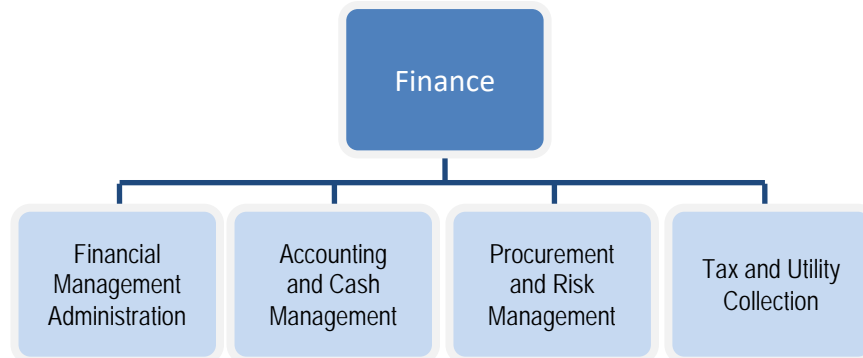 Finance
Financial
Management
Administration
Accounting
and Cash
Management
Procurement
and Risk
Management
Tax and Utility
Collection